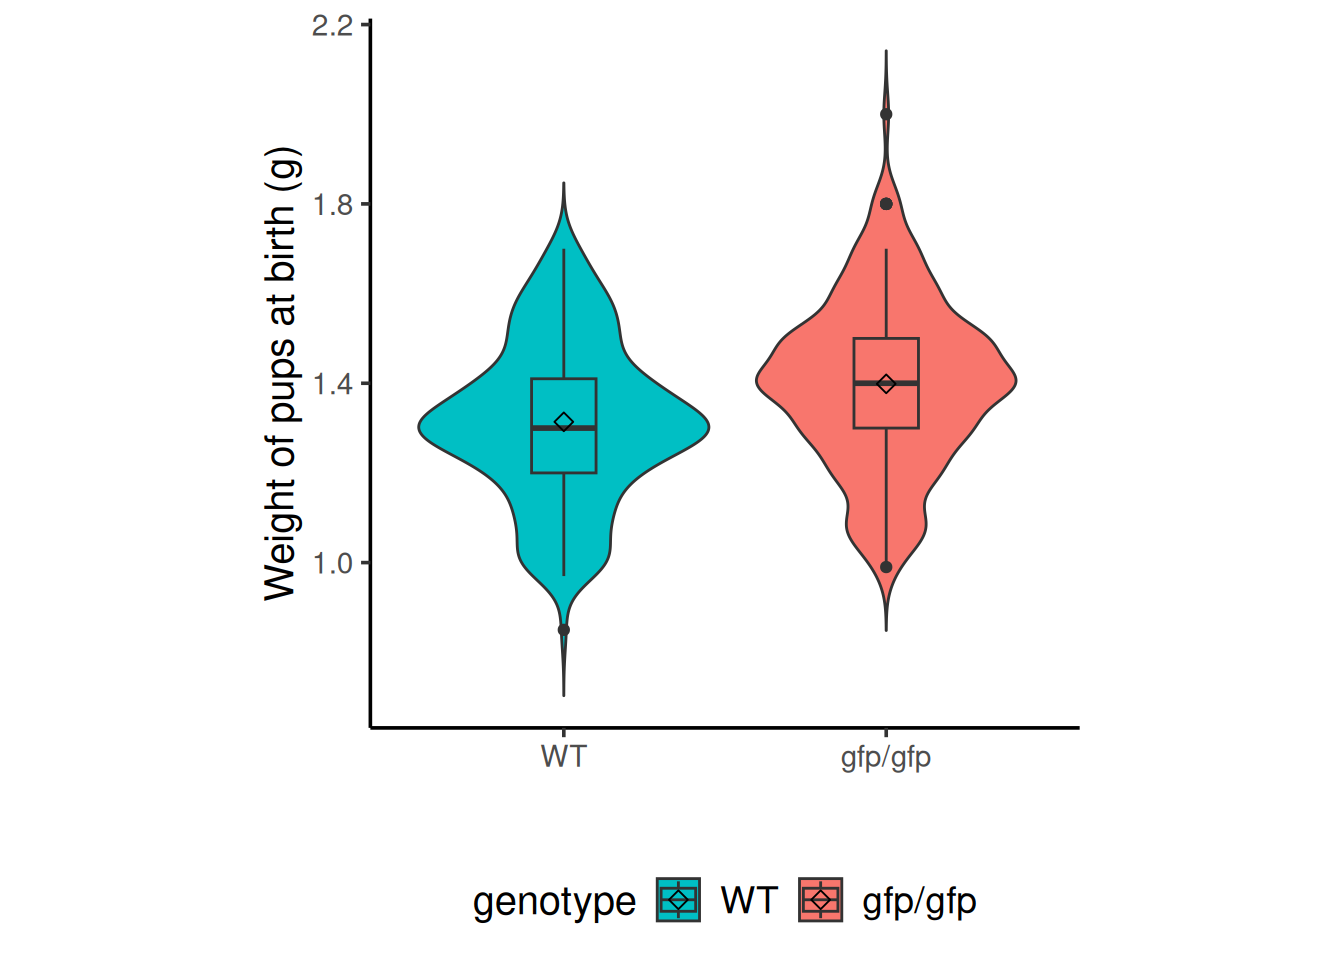 Weight of pups at birth (g)
2.2
1.8
1.4
1.0
WT gfp/gfp
genotype WT gfp/gfp